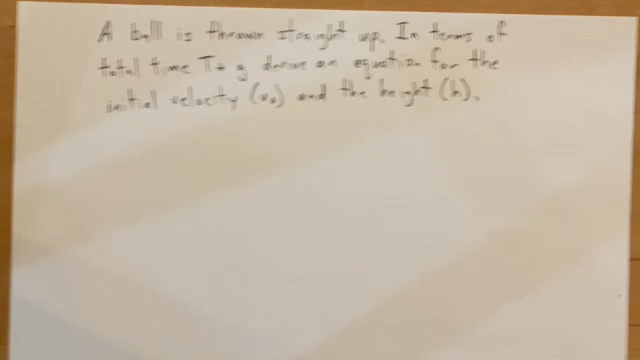 A ball is thrown straight up. In terms of
total time T + g derive an equation for the
initial velocity (v₀) and the height (h).